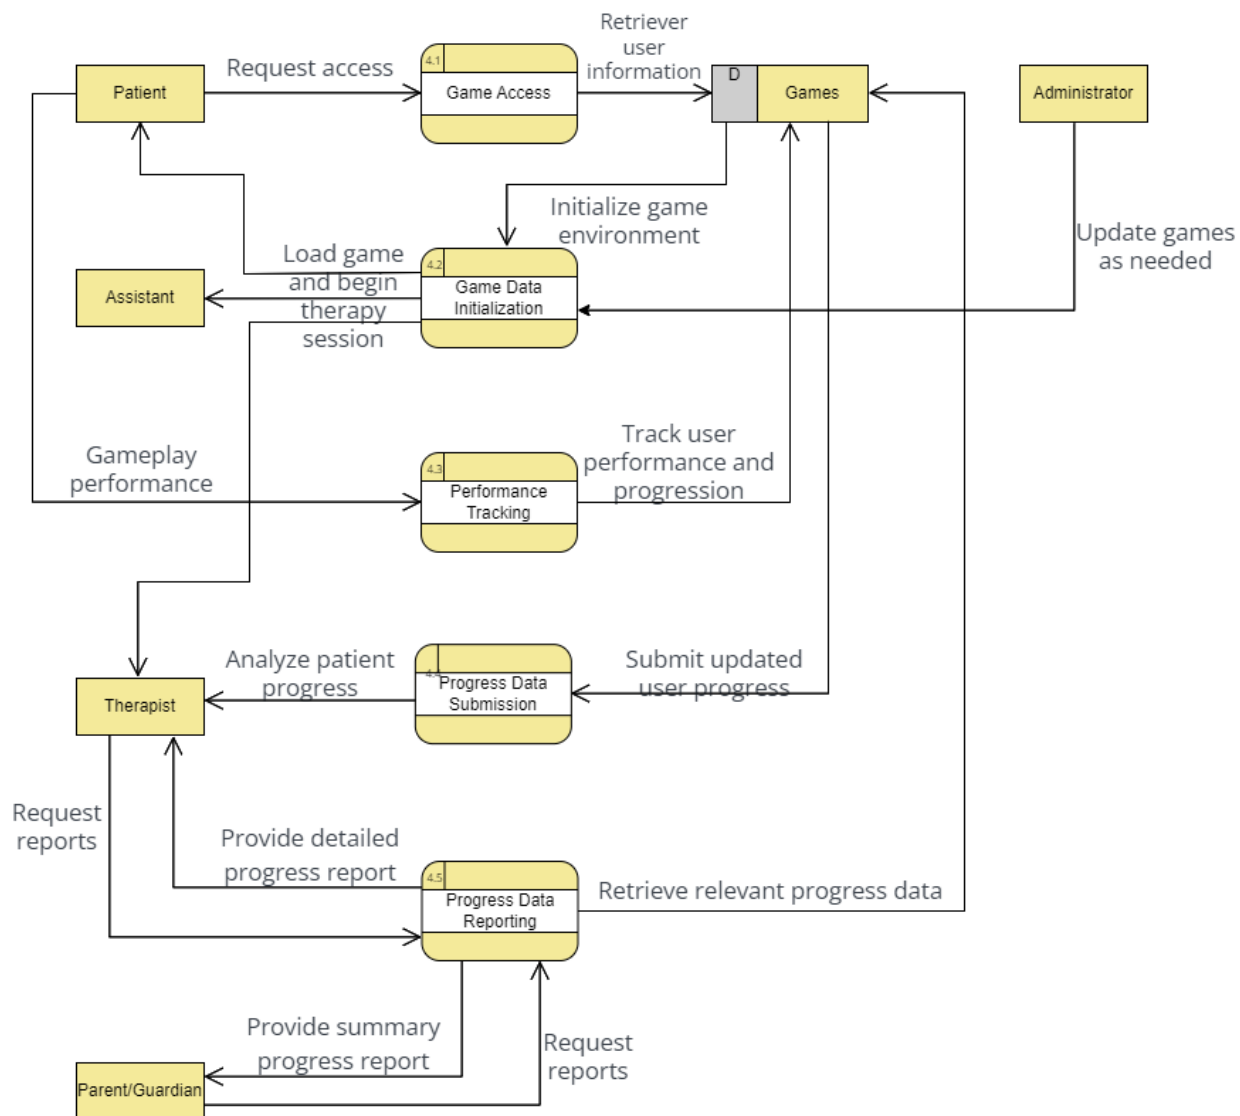 Retriever
user
information
Request access
4.1
Game Access
D
Games
Patient
Administrator
Initialize game
environment
Update games
as needed
Load game
and begin
therapy
session
4.2
Game Data
Initialization
Assistant
Gameplay
performance
4.3
Performance
Tracking
Track user
performance and
progression
Analyze patient
progress
4.4
Progress Data
Submission
Submit updated
user progress
Therapist
Request
reports
Provide detailed
progress report
4.5
Progress Data
Reporting
Retrieve relevant progress data
Provide summary
progress report
Request
reports
Parent/Guardian